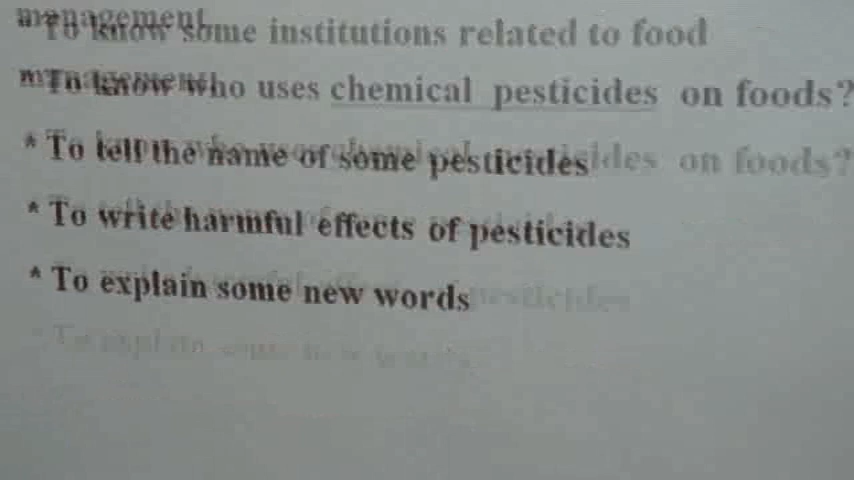 management
To know some institutions related to food
management
To know who uses chemical pesticides on foods?
* To tell the name of some pesticides
* To write harmful effects of pesticides
* To explain some new words